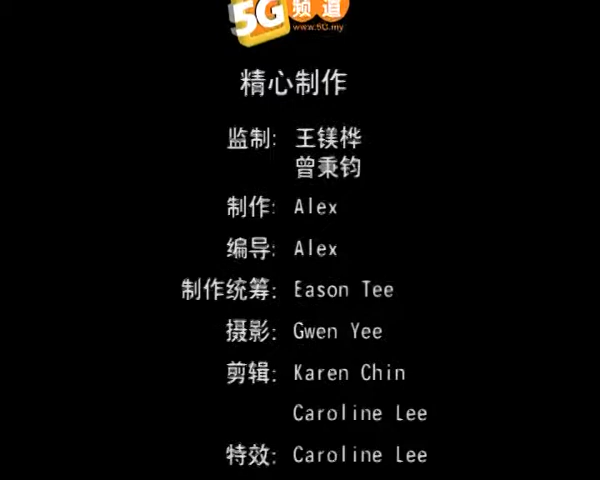 5G频道
www.5G.my
精心制作
监制: 王镁桦
曾秉钧
制作: Alex
编导: Alex
制作统筹: Eason Tee
摄影: Gwen Yee
剪辑: Karen Chin
Caroline Lee
特效: Caroline Lee